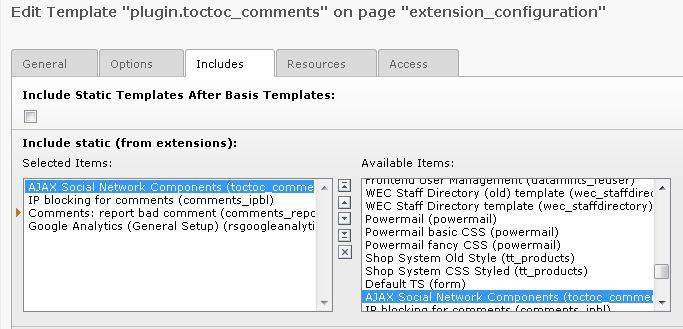 Edit Template "plugin.toctoc_comments" on page "extension_configuration"
General Options Includes Resources Access
Include Static Templates After Basis Templates:
Include static (from extensions):
Selected Items:
AJAX Social Network Components (toctoc_comme
IP blocking for comments (comments_ipbl)
Comments: report bad comment (comments_repo
Google Analytics (General Setup) (rsgoogleanalyti
Available Items:
Frontend User Management (datamints_feuser)
WEC Staff Directory (old) template (wec_staffdirec
WEC Staff Directory template (wec_staffdirectory)
Powermail (powermail)
Powermail basic CSS (powermail)
Powermail fancy CSS (powermail)
Shop System Old Style (tt_products)
Shop System CSS Styled (tt_products)
Default TS (form)
AJAX Social Network Components (toctoc_commen
IP blocking for comments (comments_ipbl)